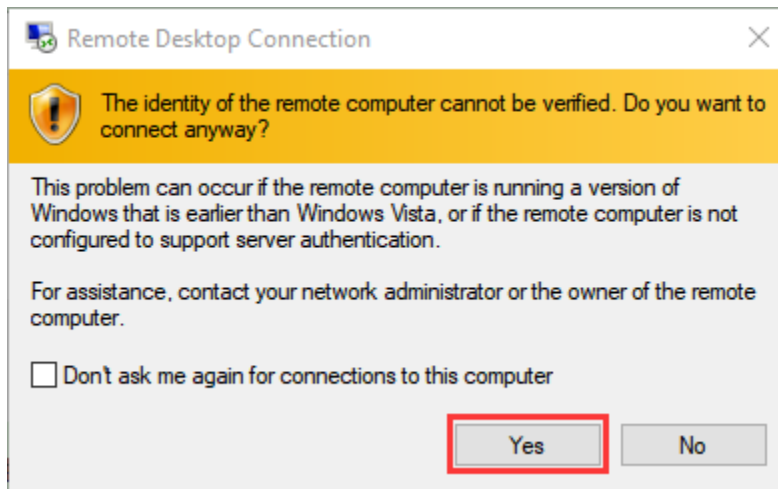 Remote Desktop Connection
The identity of the remote computer cannot be verified. Do you want to
connect anyway?
This problem can occur if the remote computer is running a version of
Windows that is earlier than Windows Vista, or if the remote computer is not
configured to support server authentication.
For assistance, contact your network administrator or the owner of the remote
computer.
Don't ask me again for connections to this computer
Yes No